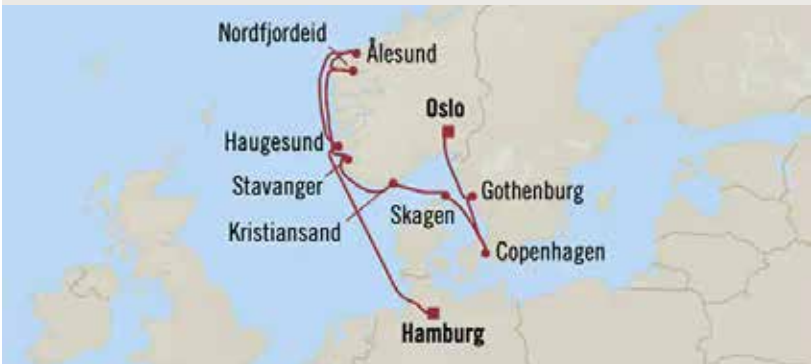 Nordfjordeid
Ålesund
Oslo
Haugesund
Stavanger
Gothenburg
Skagen
Kristiansand
Copenhagen
Hamburg